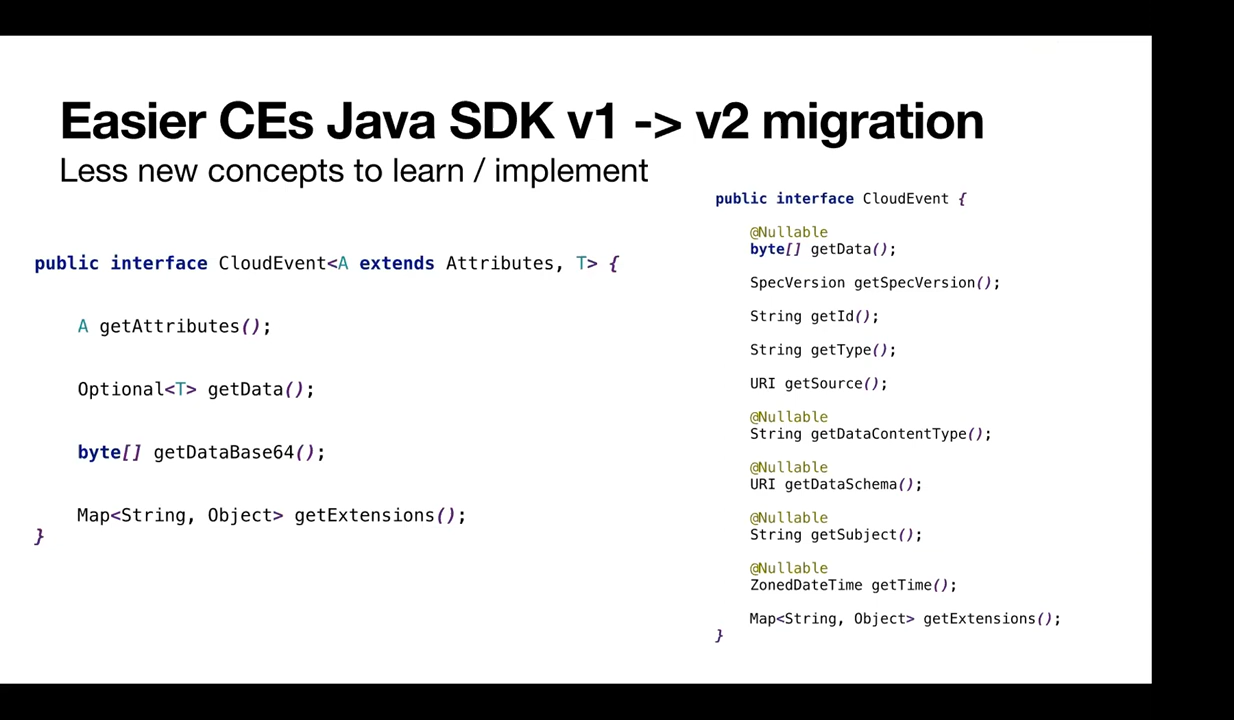 Easier CEs Java SDK v1 -> v2 migration
Less new concepts to learn / implement
public interface CloudEvent<A extends Attributes, T> {
A getAttributes();
Optional<T> getData();
byte[] getDataBase64();
Map<String, Object> getExtensions();
}
public interface CloudEvent {
@Nullable
byte[] getData();
SpecVersion getSpecVersion();
String getId();
String getType();
URI getSource();
@Nullable
String getDataContentType();
@Nullable
URI getDataSchema();
@Nullable
String getSubject();
@Nullable
ZonedDateTime getTime();
Map<String, Object> getExtensions();
}